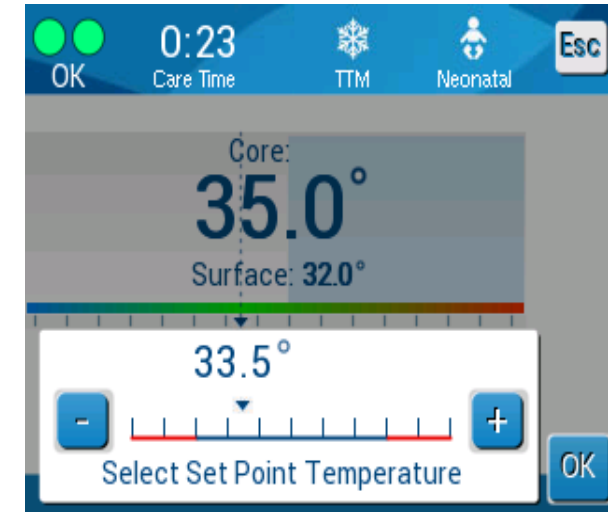 OK
0:23
Care Time
TTM
Neonatal
Esc
Core:
35.0°
Surface: 32.0°
33.5°
- +
Select Set Point Temperature
OK